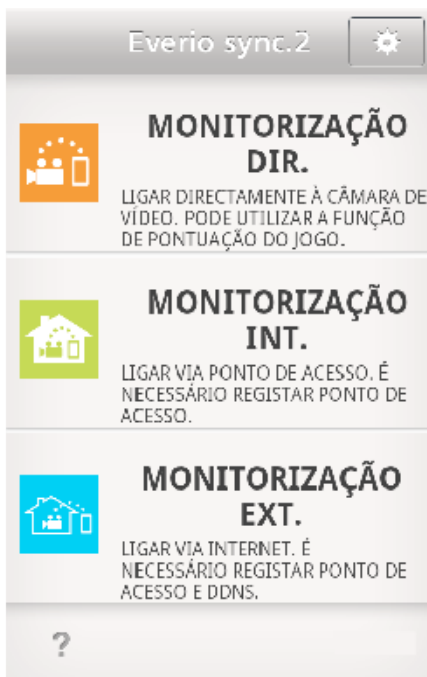 Everio sync.2
MONITORIZAÇÃO
DIR.
LIGAR DIRECTAMENTE À CÂMARA DE
VÍDEO. PODE UTILIZAR A FUNÇÃO
DE PONTUAÇÃO DO JOGO.
MONITORIZAÇÃO
INT.
LIGAR VIA PONTO DE ACESSO. É
NECESSÁRIO REGISTAR PONTO DE
ACESSO.
MONITORIZAÇÃO
EXT.
LIGAR VIA INTERNET. É
NECESSÁRIO REGISTAR PONTO DE
ACESSO E DDNS.
?